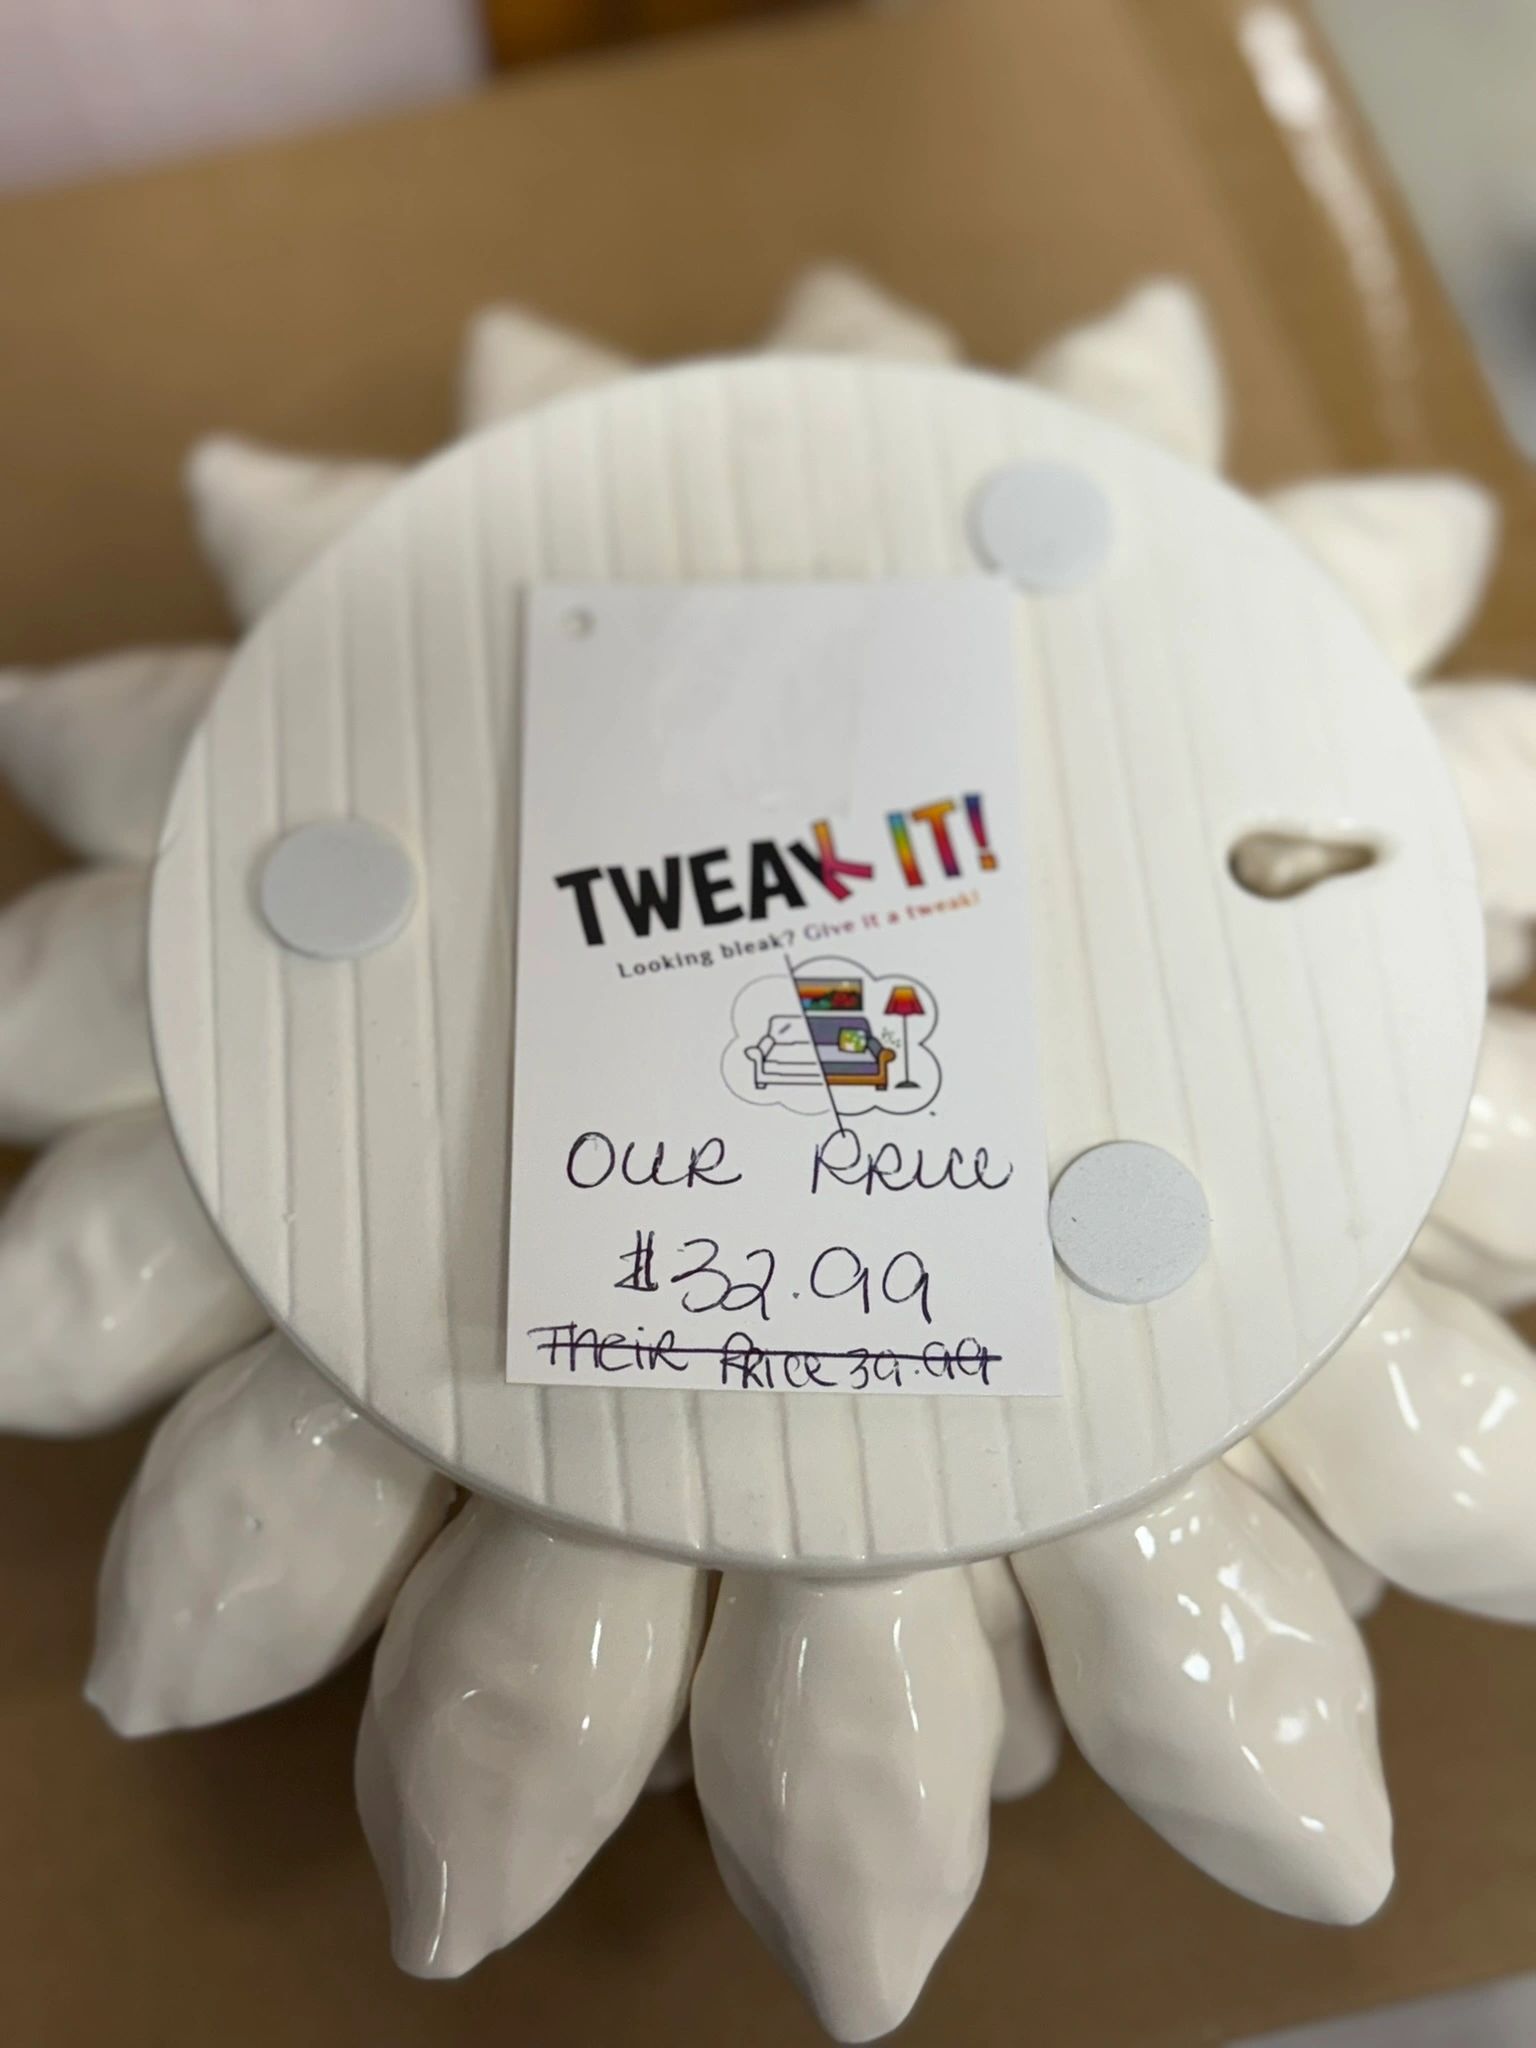 TWEAK IT!
Looking bleak? Give it a tweak!
OUR PRICE
$32.99
THEIR PRICE 39.99